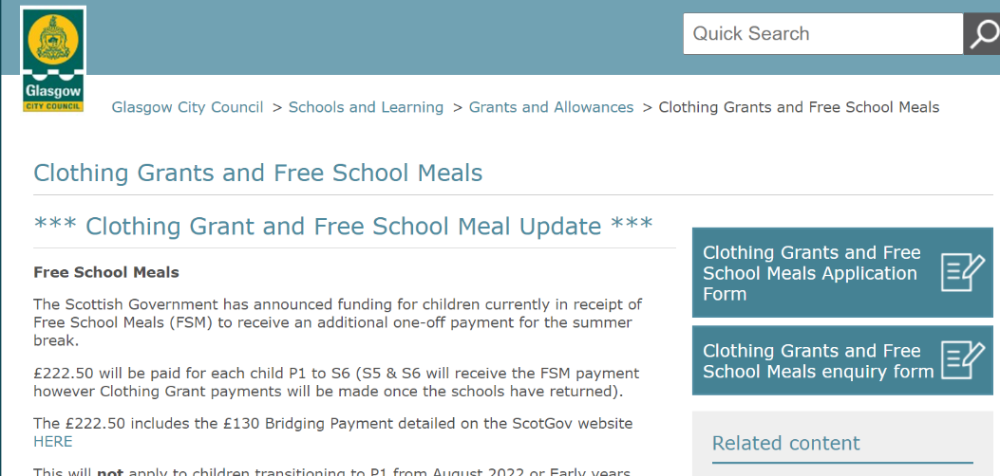 Quick Search
Glasgow
CITY COUNCIL
Glasgow City Council > Schools and Learning > Grants and Allowances > Clothing Grants and Free School Meals
Clothing Grants and Free School Meals
*** Clothing Grant and Free School Meal Update ***
Free School Meals
The Scottish Government has announced funding for children currently in receipt of
Free School Meals (FSM) to receive an additional one-off payment for the summer
break.
£222.50 will be paid for each child P1 to S6 (S5 & S6 will receive the FSM payment
however Clothing Grant payments will be made once the schools have returned).
The £222.50 includes the £130 Bridging Payment detailed on the ScotGov website
HERE
This will not apply to children transitioning to P1 from August 2022 or Early years
Clothing Grants and Free
School Meals Application
Form
Clothing Grants and Free
School Meals enquiry form
Related content